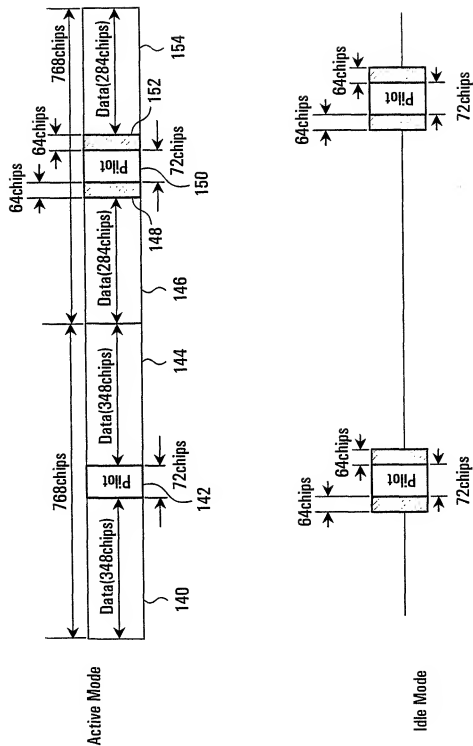 Active Mode
768chips
768chips
64chips
64chips
Data(348chips)
Pilot
Data(348chips)
Data(284chips)
Pilot
Data(284chips)
72chips
72chips
140
142
144
146
148
150
152
154
Idle Mode
64chips
64chips
Pilot
72chips
64chips
64chips
Pilot
72chips